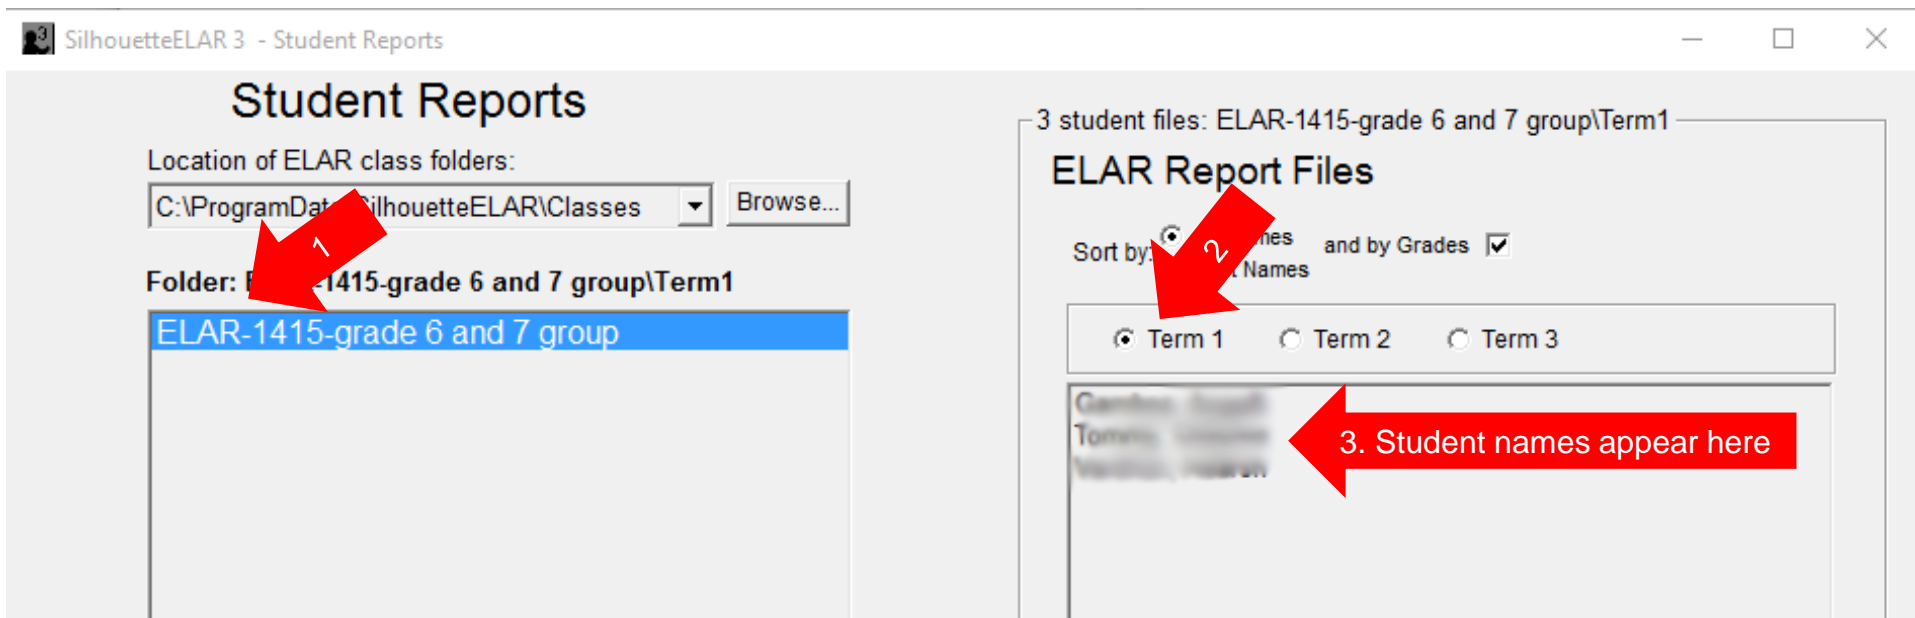 SilhouetteELAR 3 - Student Reports
Student Reports
Location of ELAR class folders:
C:\ProgramData SilhouetteELAR\Classes
Browse...
1
Folder: 1415-grade 6 and 7 group\Term1
ELAR-1415-grade 6 and 7 group
3 student files: ELAR-1415-grade 6 and 7 group\Term1
ELAR Report Files
Sort by:
Names
and by Grades
2
Term 1
Term 2
Term 3
3. Student names appear here